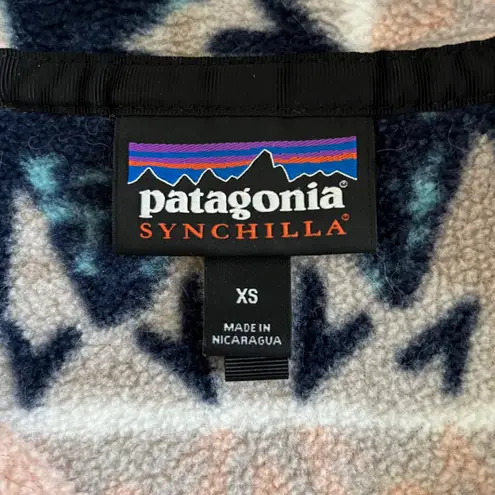 patagonia®
SYNCHILLA®
XS
MADE IN
NICARAGUA